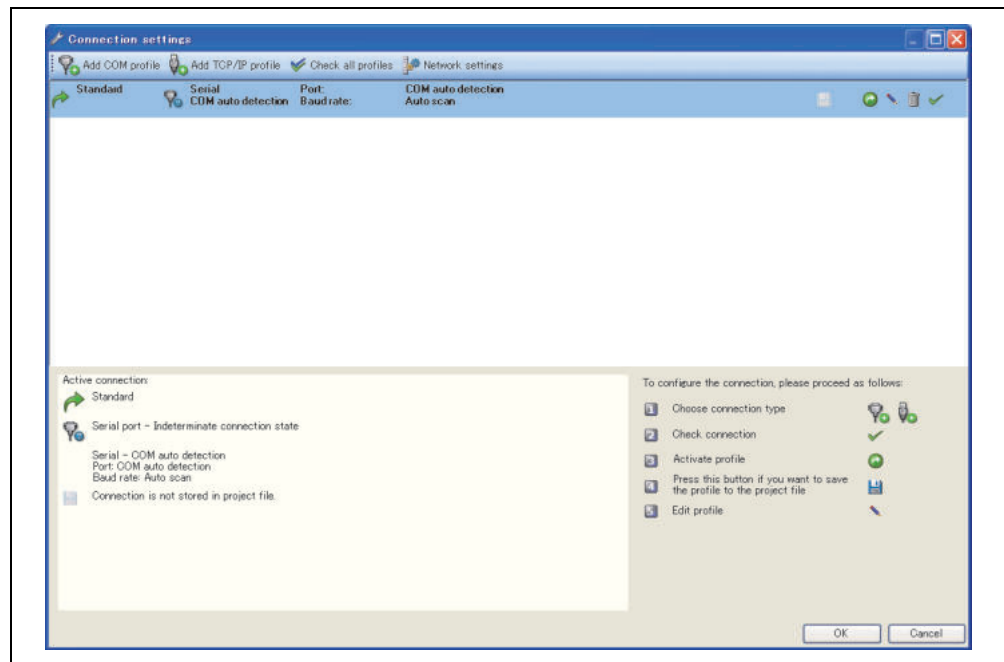 Connection settings
Add COM profile Add TCP/IP profile Check all profiles Network settings
Standard Serial Port: COM auto detection
COM auto detection Baud rate: Auto scan
Active connection:
Standard
Serial port - Indeterminate connection state
Serial - COM auto detection
Port: COM auto detection
Baud rate: Auto scan
Connection is not stored in project file.
To configure the connection, please proceed as follows:
1 Choose connection type
2 Check connection
3 Activate profile
4 Press this button if you want to save
the profile to the project file
5 Edit profile
OK Cancel